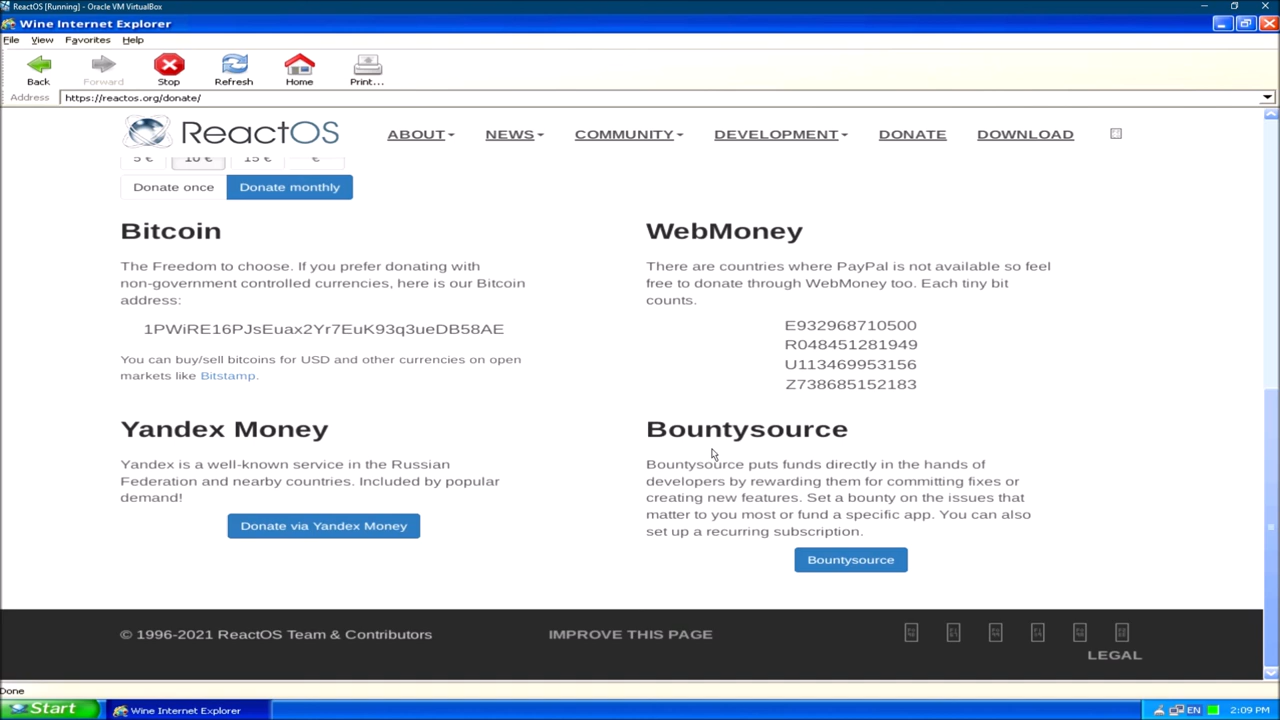 ReactOS [Running] - Oracle VM VirtualBox
Wine Internet Explorer
File View Favorites Help
Back Forward Stop Refresh Home Print...
Address https://reactos.org/donate/
ReactOS ABOUT NEWS COMMUNITY DEVELOPMENT DONATE DOWNLOAD
5 € 10 € 15 € €
Donate once Donate monthly
Bitcoin
The Freedom to choose. If you prefer donating with
non-government controlled currencies, here is our Bitcoin
address:
1PWiRE16PJsEuax2Yr7EuK93q3ueDB58AE
You can buy/sell bitcoins for USD and other currencies on open
markets like Bitstamp.
WebMoney
There are countries where PayPal is not available so feel
free to donate through WebMoney too. Each tiny bit
counts.
E932968710500
R048451281949
U113469953156
Z738685152183
Yandex Money
Yandex is a well-known service in the Russian
Federation and nearby countries. Included by popular
demand!
Donate via Yandex Money
Bountysource
Bountysource puts funds directly in the hands of
developers by rewarding them for committing fixes or
creating new features. Set a bounty on the issues that
matter to you most or fund a specific app. You can also
set up a recurring subscription.
Bountysource
© 1996-2021 ReactOS Team & Contributors IMPROVE THIS PAGE
LEGAL
Done
Start Wine Internet Explorer EN 2:09 PM